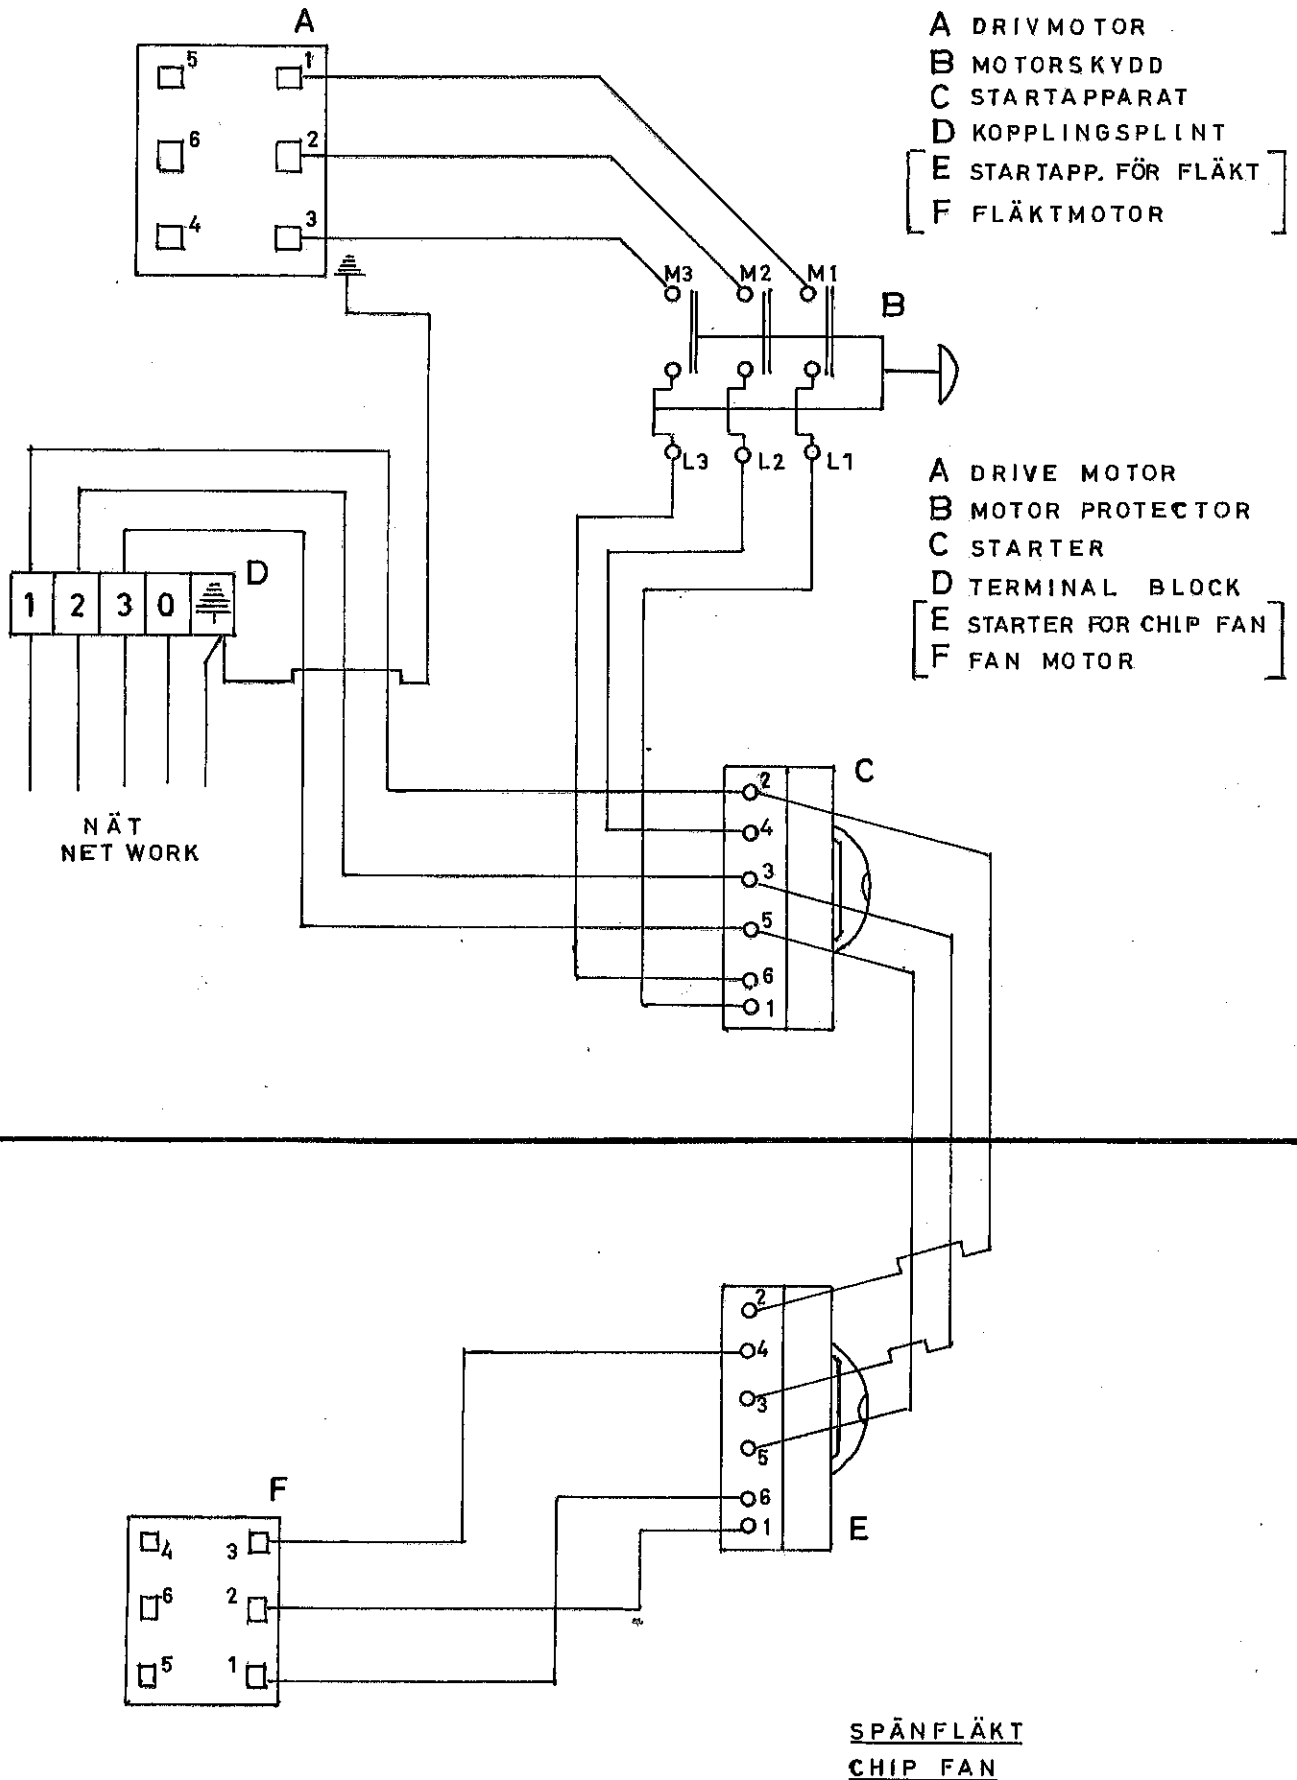 A
A DRIVMOTOR
B MOTORSKYDD
C STARTAPPARAT
D KOPPLINGSPLINT
E STARTAPP. FÖR FLÄKT
F FLÄKTMOTOR
5 1
6 2
4 3
M3 M2 M1
B
L3 L2 L1
A DRIVE MOTOR
B MOTOR PROTECTOR
C STARTER
D TERMINAL BLOCK
E STARTER FOR CHIP FAN
F FAN MOTOR
D
1 2 3 0
NÄT
NET WORK
C
2
4
3
5
6
1
2
4
3
5
6
1
E
F
4 3
6 2
5 1
SPÅNFLÄKT
CHIP FAN